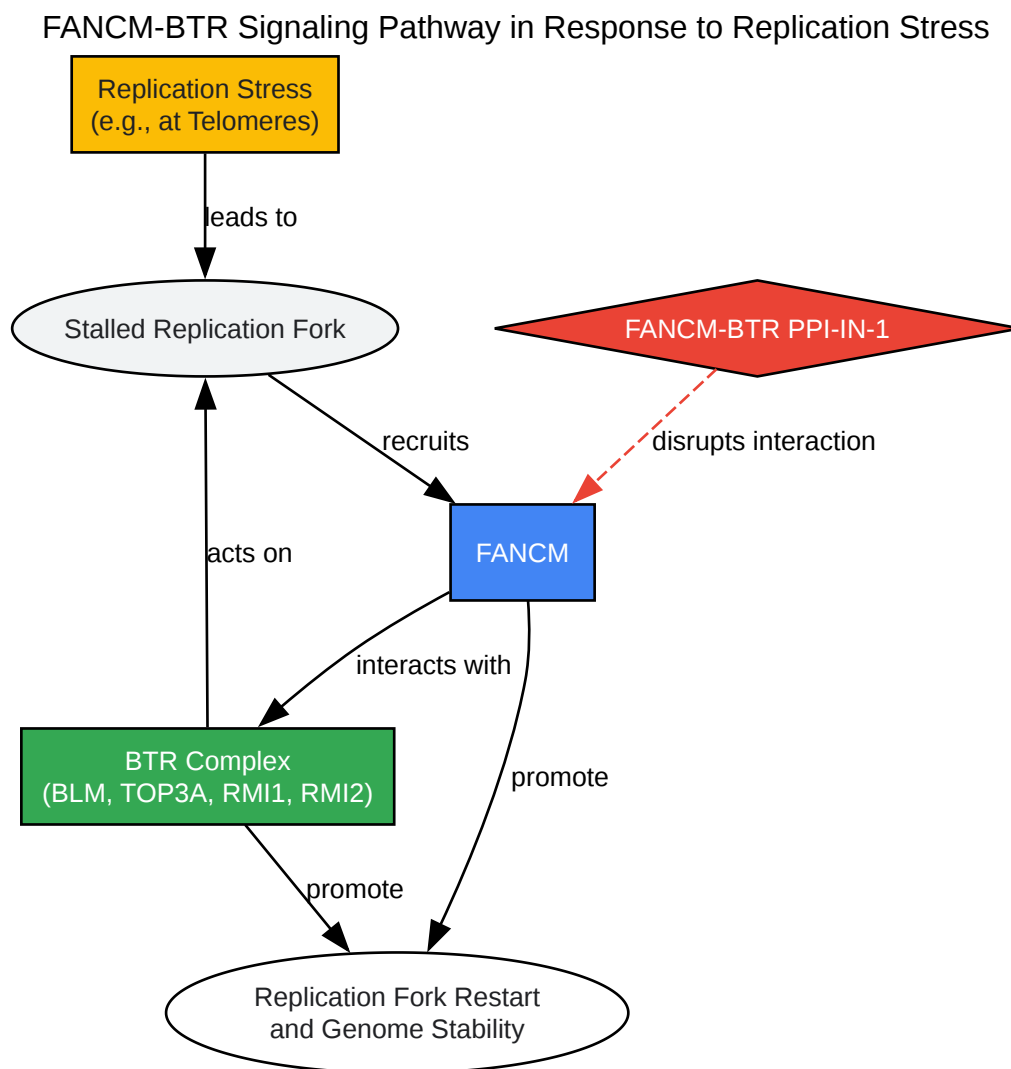 FANCM-BTR Signaling Pathway in Response to Replication Stress
Replication Stress
(e.g., at Telomeres)
leads to
Stalled Replication Fork
FANCM-BTR PPI-IN-1
recruits
disrupts interaction
acts on
FANCM
interacts with
BTR Complex
(BLM, TOP3A, RMI1, RMI2)
promote
promote
Replication Fork Restart
and Genome Stability